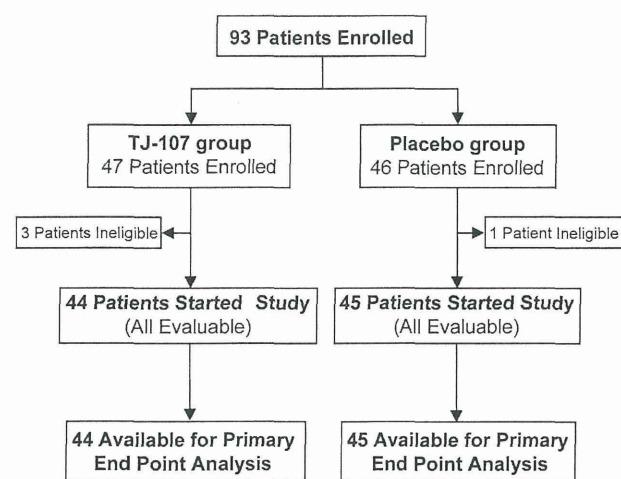 93 Patients Enrolled
TJ-107 group
47 Patients Enrolled
Placebo group
46 Patients Enrolled
3 Patients Ineligible
1 Patient Ineligible
44 Patients Started Study
(All Evaluable)
45 Patients Started Study
(All Evaluable)
44 Available for Primary
End Point Analysis
45 Available for Primary
End Point Analysis